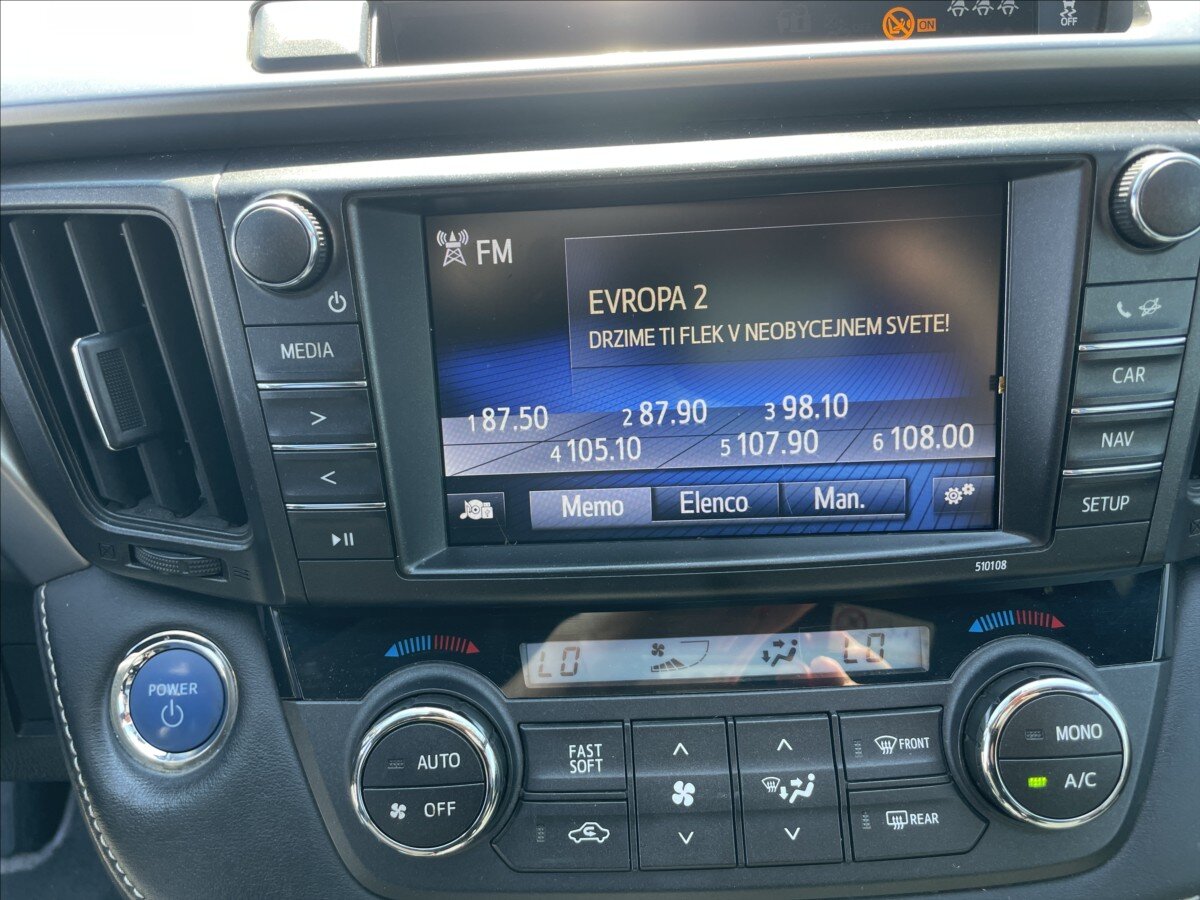 ON
OFF
FM
EVROPA 2
DRZIME TI FLEK V NEOBYCEJNEM SVETE!
1 87.50 2 87.90 3 98.10
4 105.10 5 107.90 6 108.00
Memo Elenco Man.
MEDIA
>
<
CAR
NAV
SETUP
510108
LO LO
POWER
AUTO
OFF
FAST
SOFT
FRONT
REAR
MONO
A/C